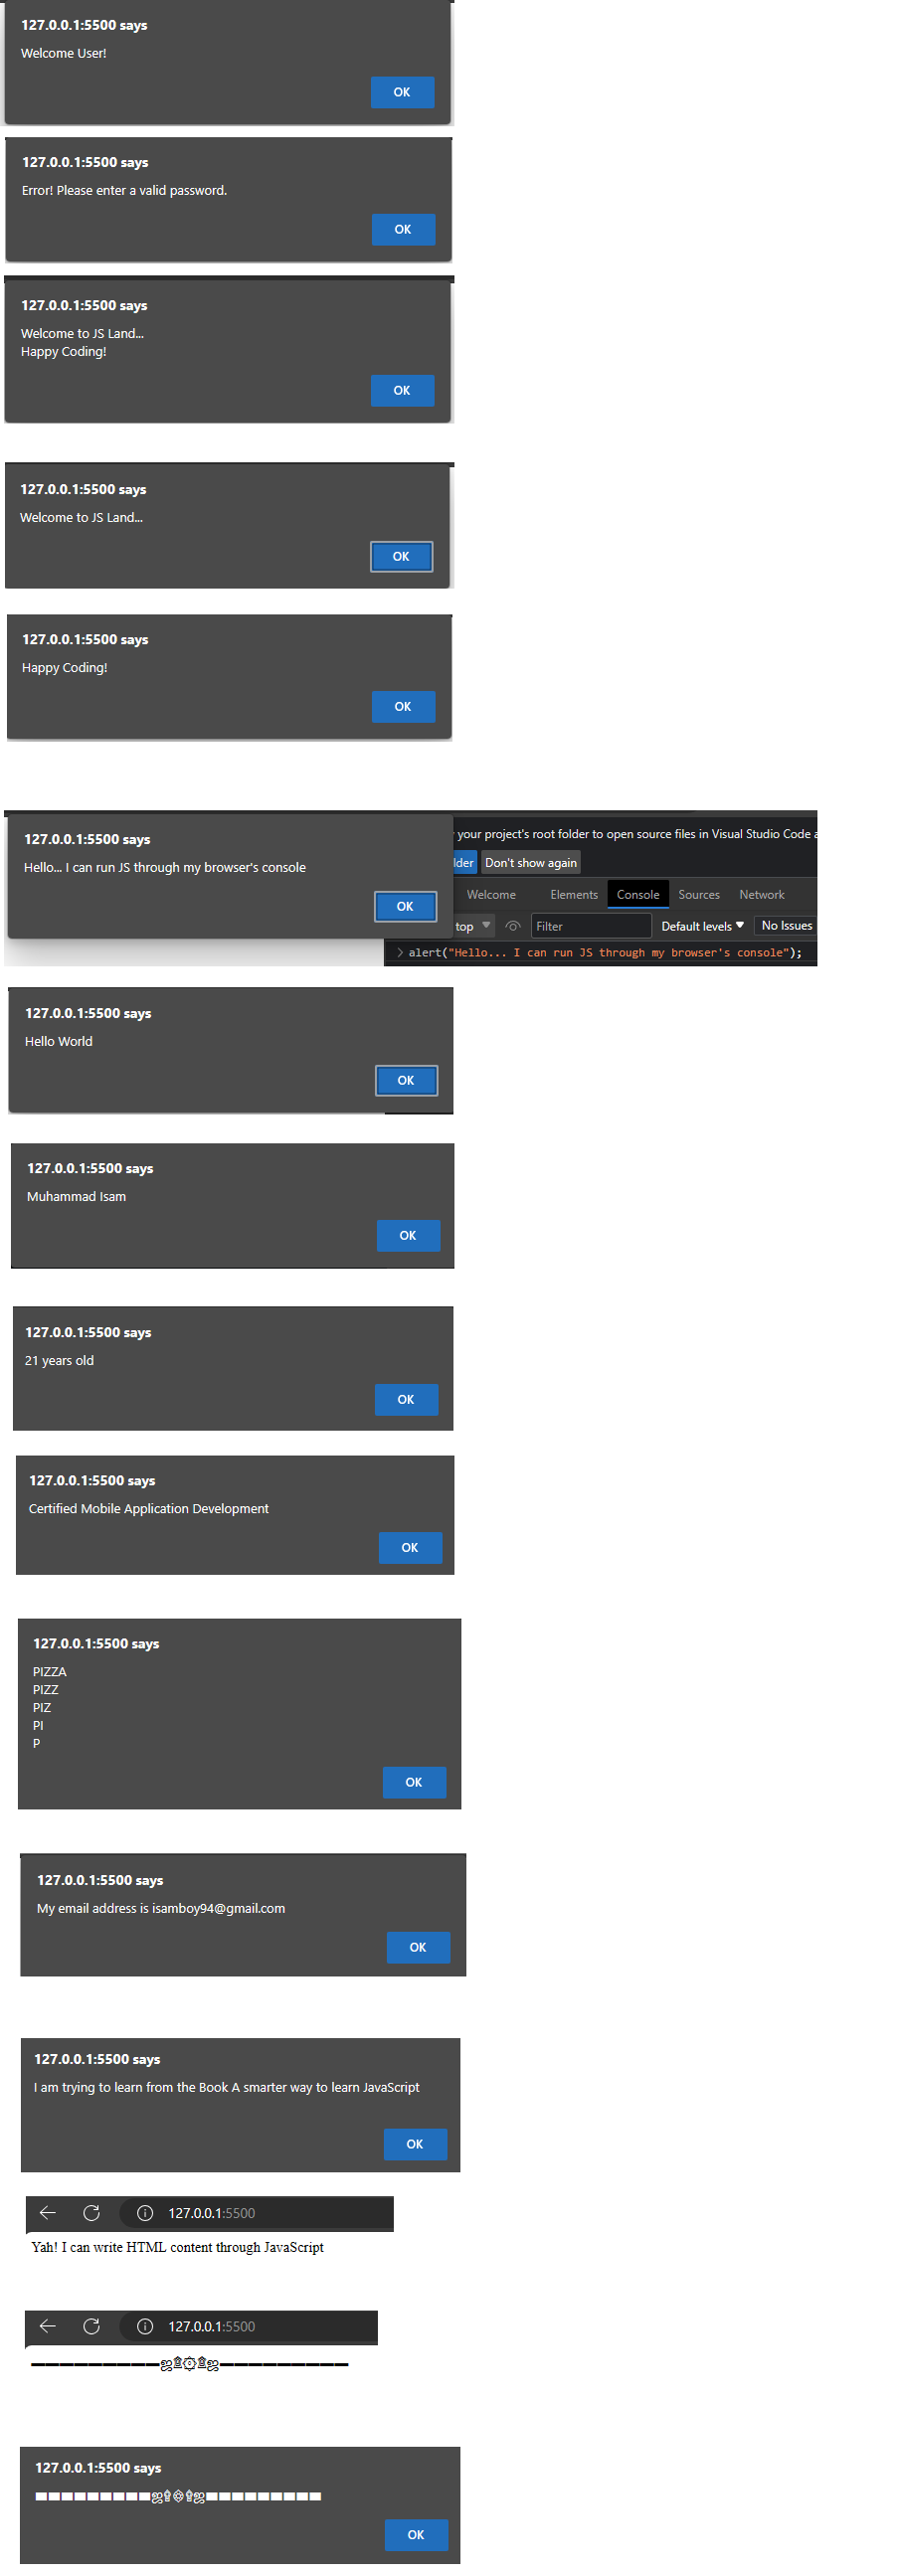 127.0.0.1:5500 says
Welcome User!
OK
127.0.0.1:5500 says
Error! Please enter a valid password.
OK
127.0.0.1:5500 says
Welcome to JS Land...
Happy Coding!
OK
127.0.0.1:5500 says
Welcome to JS Land...
OK
127.0.0.1:5500 says
Happy Coding!
OK
127.0.0.1:5500 says
Hello... I can run JS through my browser's console
OK
your project's root folder to open source files in Visual Studio Code
Don't show again
Welcome Elements Console Sources Network
top Filter Default levels No Issues
> alert("Hello... I can run JS through my browser's console");
127.0.0.1:5500 says
Hello World
OK
127.0.0.1:5500 says
Muhammad Isam
OK
127.0.0.1:5500 says
21 years old
OK
127.0.0.1:5500 says
Certified Mobile Application Development
OK
127.0.0.1:5500 says
PIZZA
PIZZ
PIZ
PI
P
OK
127.0.0.1:5500 says
My email address is isamboy94@gmail.com
OK
127.0.0.1:5500 says
I am trying to learn from the Book A smarter way to learn JavaScript
OK
127.0.0.1:5500
Yah! I can write HTML content through JavaScript
127.0.0.1:5500
▬▬▬▬▬▬▬▬▬ஜ۩۞۩ஜ▬▬▬▬▬▬▬▬▬
127.0.0.1:5500 says
▬▬▬▬▬▬▬▬▬ஜ۩۞۩ஜ▬▬▬▬▬▬▬▬▬
OK